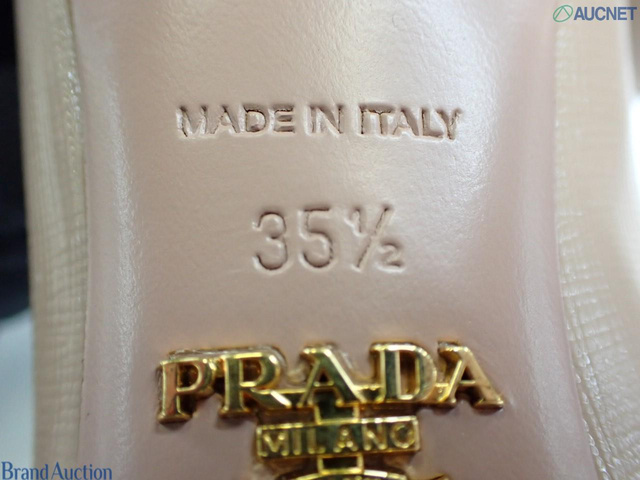 AUCNET
MADE IN ITALY
35½
PRADA
MILANO
Brand Auction